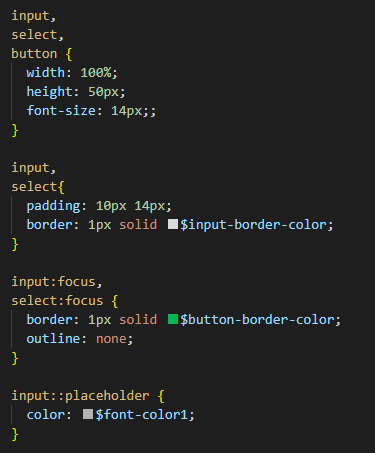 input,
select,
button {
  width: 100%;
  height: 50px;
  font-size: 14px;;
}

input,
select{
  padding: 10px 14px;
  border: 1px solid $input-border-color;
}

input:focus,
select:focus {
  border: 1px solid $button-border-color;
  outline: none;
}

input::placeholder {
  color: $font-color1;
}